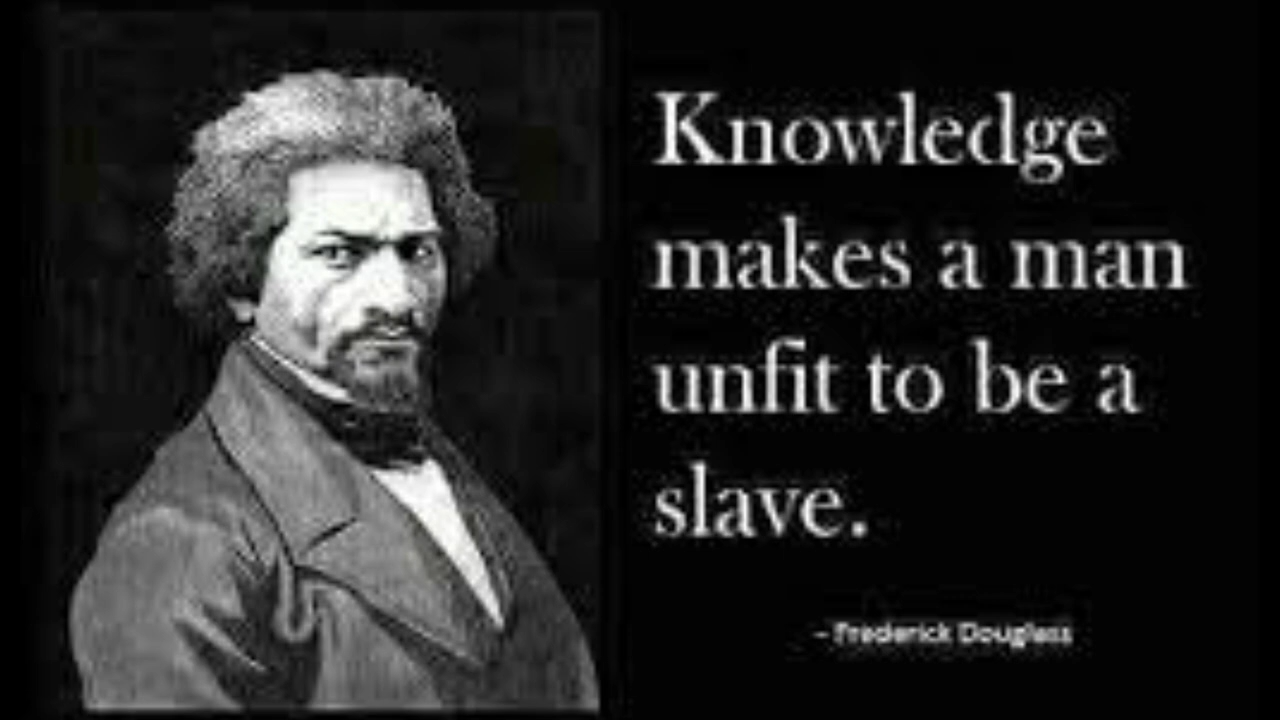 Knowledge
makes a man
unfit to be a
slave.
– Frederick Douglass